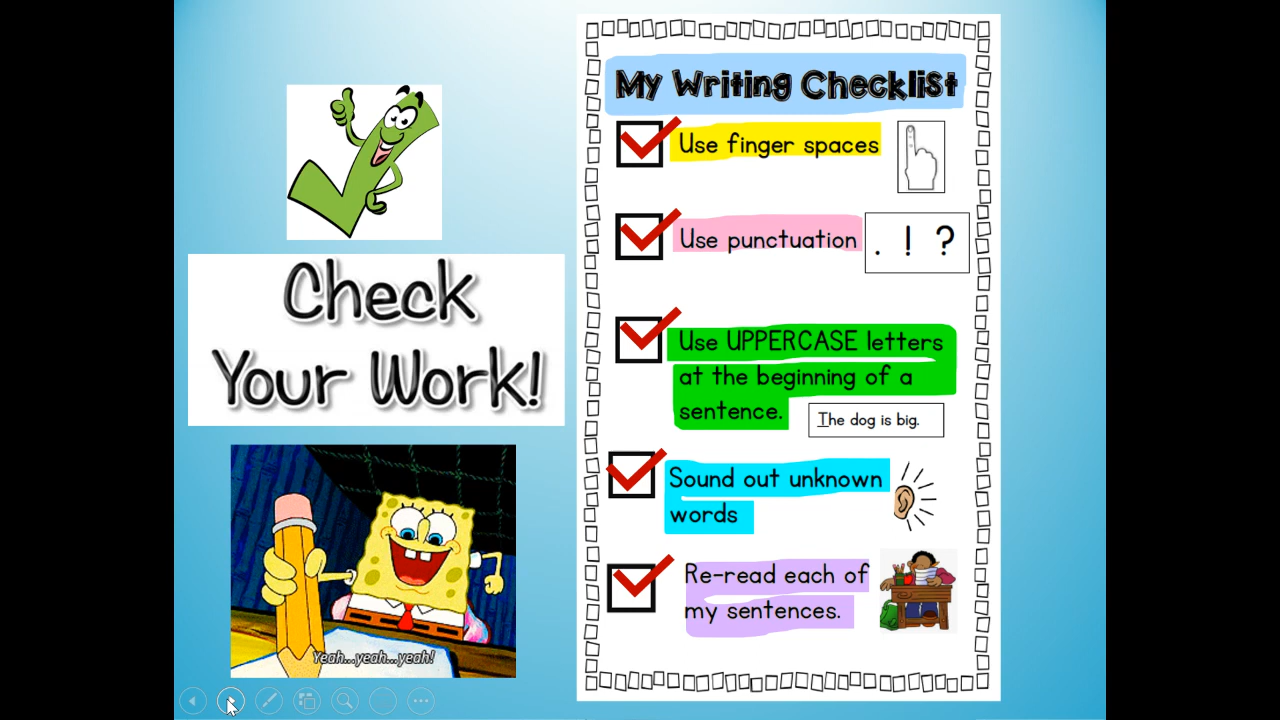 Check
Your Work!
Yeah...yeah...yeah!
My Writing Checklist
Use finger spaces
Use punctuation
. ! ?
Use UPPERCASE letters
at the beginning of a
sentence.
The dog is big.
Sound out unknown
words
Re-read each of
my sentences.